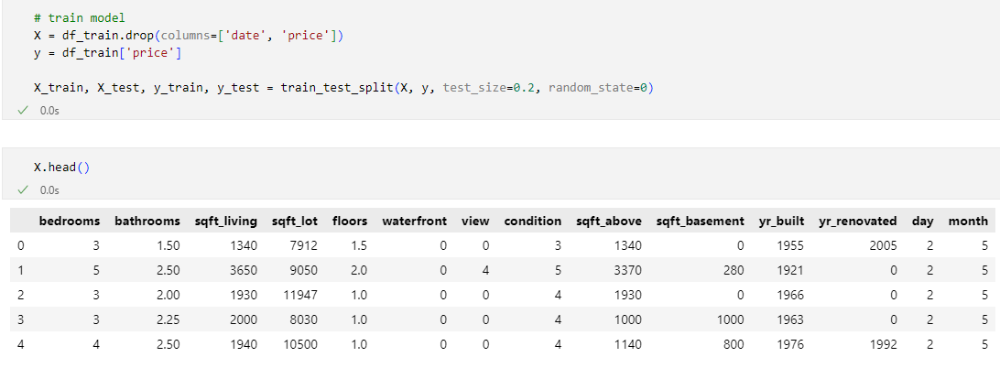 # train model
X = df_train.drop(columns=['date', 'price'])
y = df_train['price']
X_train, X_test, y_train, y_test = train_test_split(X, y, test_size=0.2, random_state=0)
✓ 0.0s
X.head()
✓ 0.0s
bedrooms bathrooms sqft_living sqft_lot floors waterfront view condition sqft_above sqft_basement yr_built yr_renovated day month
0 3 1.50 1340 7912 1.5 0 0 3 1340 0 1955 2005 2 5
1 5 2.50 3650 9050 2.0 0 4 5 3370 280 1921 0 2 5
2 3 2.00 1930 11947 1.0 0 0 4 1930 0 1966 0 2 5
3 3 2.25 2000 8030 1.0 0 0 4 1000 1000 1963 0 2 5
4 4 2.50 1940 10500 1.0 0 0 4 1140 800 1976 1992 2 5